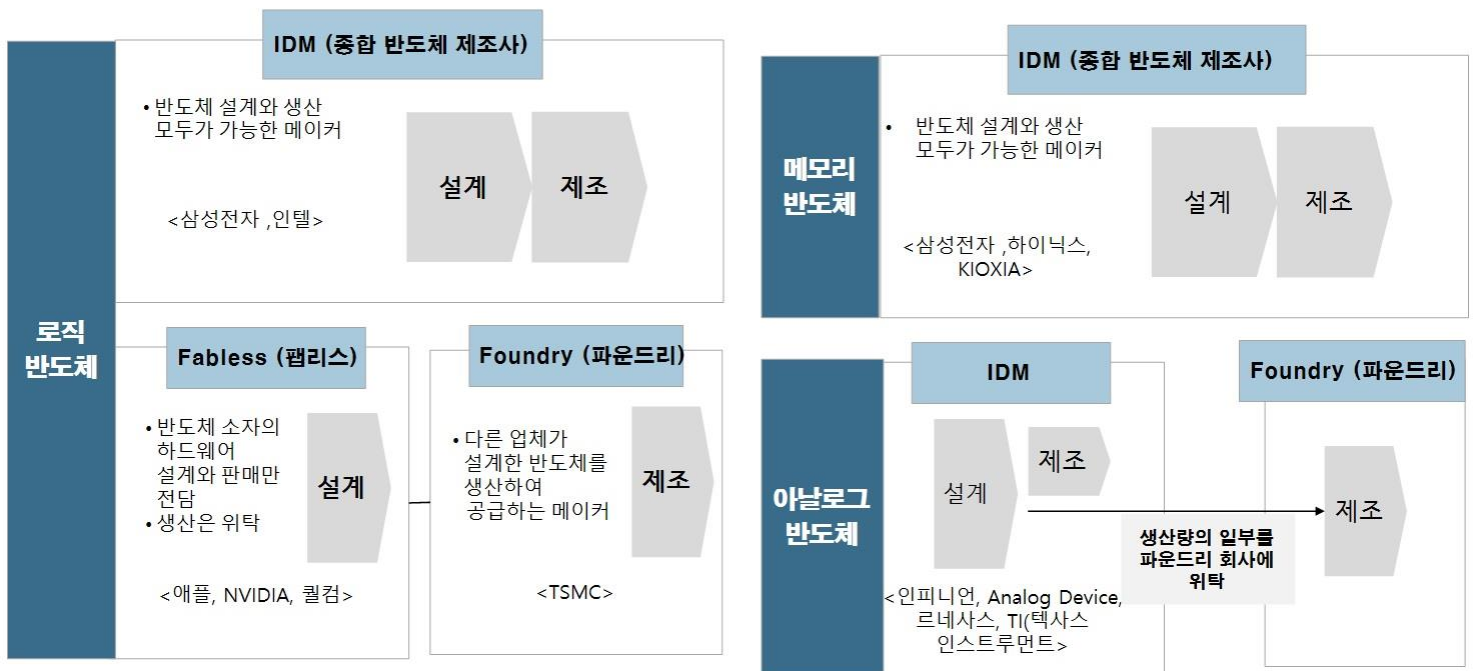 로직
반도체
IDM (종합 반도체 제조사)
• 반도체 설계와 생산
모두가 가능한 메이커
<삼성전자 ,인텔>
설계
제조
Fabless (팹리스)
• 반도체 소자의
하드웨어
설계와 판매만
전담
• 생산은 위탁
설계
<애플, NVIDIA, 퀄컴>
Foundry (파운드리)
• 다른 업체가
설계한 반도체를
생산하여
공급하는 메이커
제조
<TSMC>
메모리
반도체
IDM (종합 반도체 제조사)
• 반도체 설계와 생산
모두가 가능한 메이커
<삼성전자 ,하이닉스,
KIOXIA>
설계
제조
아날로그
반도체
IDM
설계
제조
<인피니언, Analog Device,
르네사스, TI(텍사스
인스트루먼트>
생산량의 일부를
파운드리 회사에
위탁
Foundry (파운드리)
제조